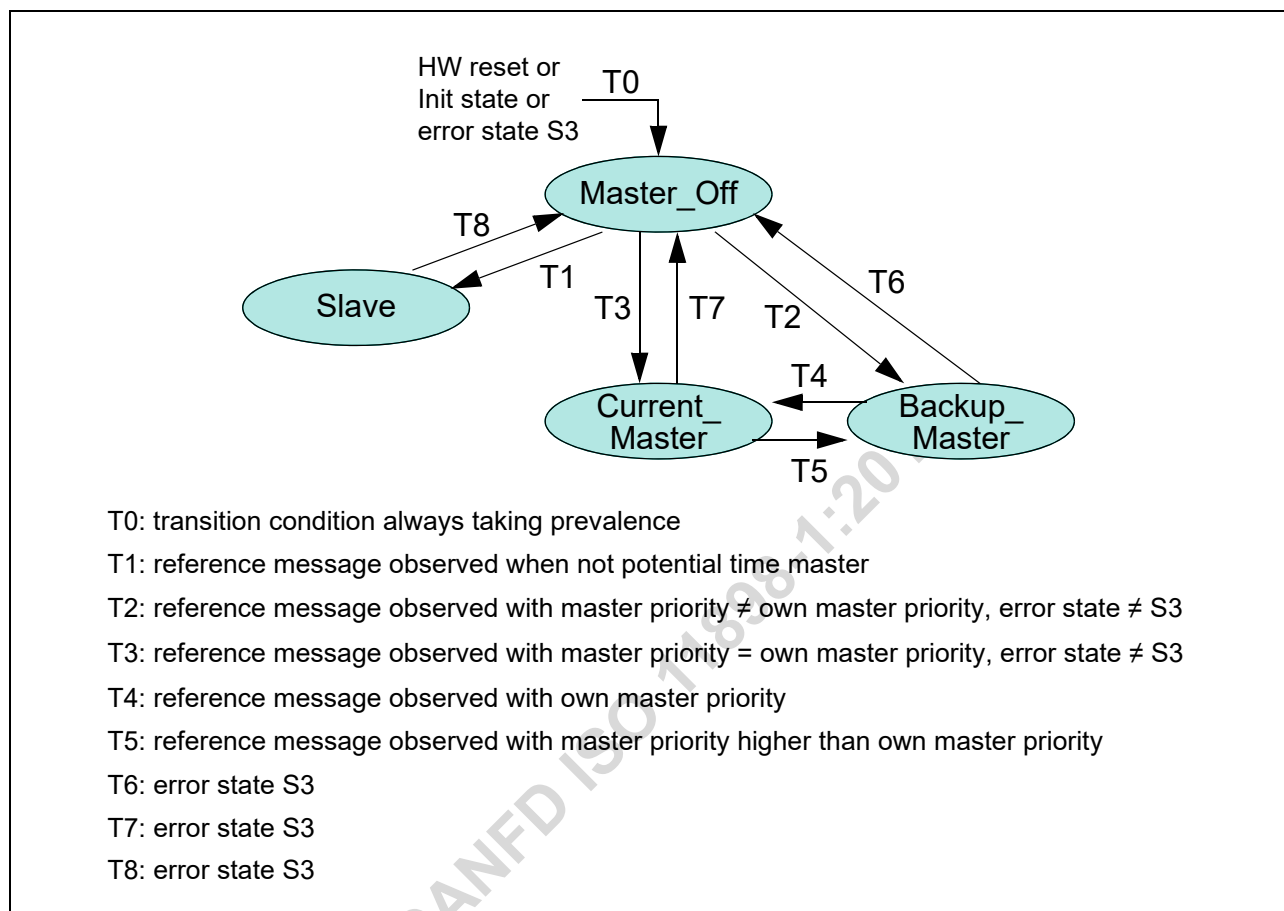 HW reset or
Init state or
error state S3
T0
Master_Off
T8
T1
Slave
T3
T7
T2
T6
T4
Current_
Master
Backup_
Master
T5
T0: transition condition always taking prevalence
T1: reference message observed when not potential time master
T2: reference message observed with master priority ≠ own master priority, error state ≠ S3
T3: reference message observed with master priority = own master priority, error state ≠ S3
T4: reference message observed with own master priority
T5: reference message observed with master priority higher than own master priority
T6: error state S3
T7: error state S3
T8: error state S3
ANFD ISO 11898-1:20